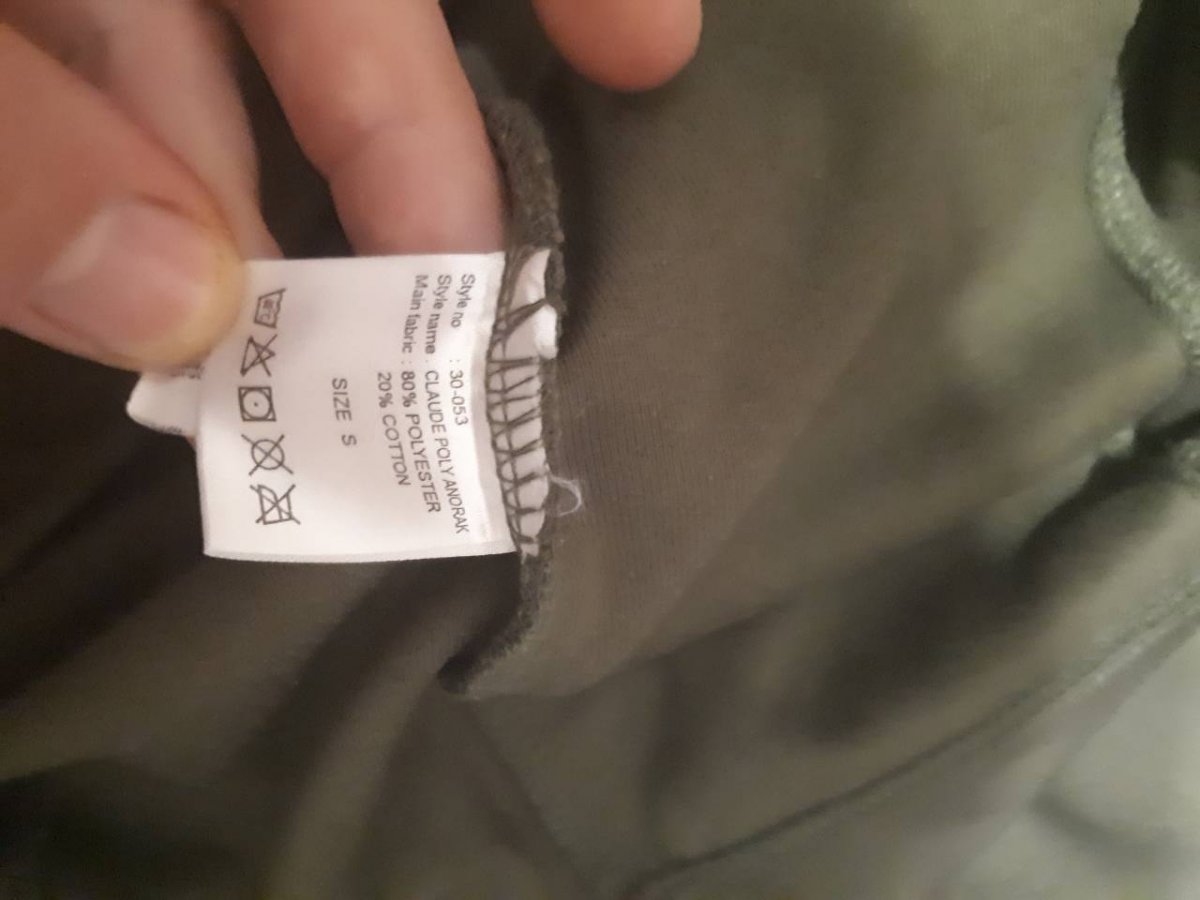 Style no : 30-053
Style name : CLAUDE POLY ANORAK
Main fabric : 80% POLYESTER
20% COTTON
SIZE S